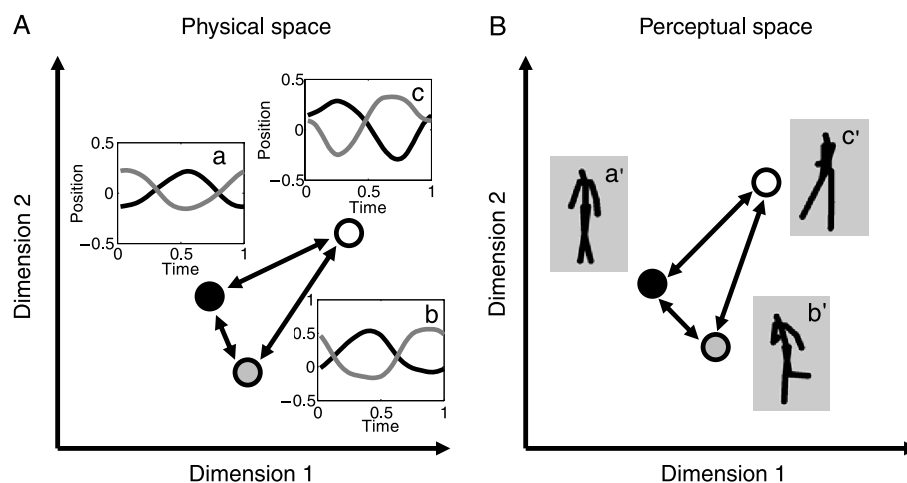 A
Physical space
B
Perceptual space
Dimension 2
Dimension 1
a
Position
0.5
0
−0.5
0
0.5
1
Time
c
Position
0.5
0
−0.5
0
0.5
1
Time
b
1
0.5
0
−0.5
0
0.5
1
Time
Dimension 2
Dimension 1
a'
c'
b'